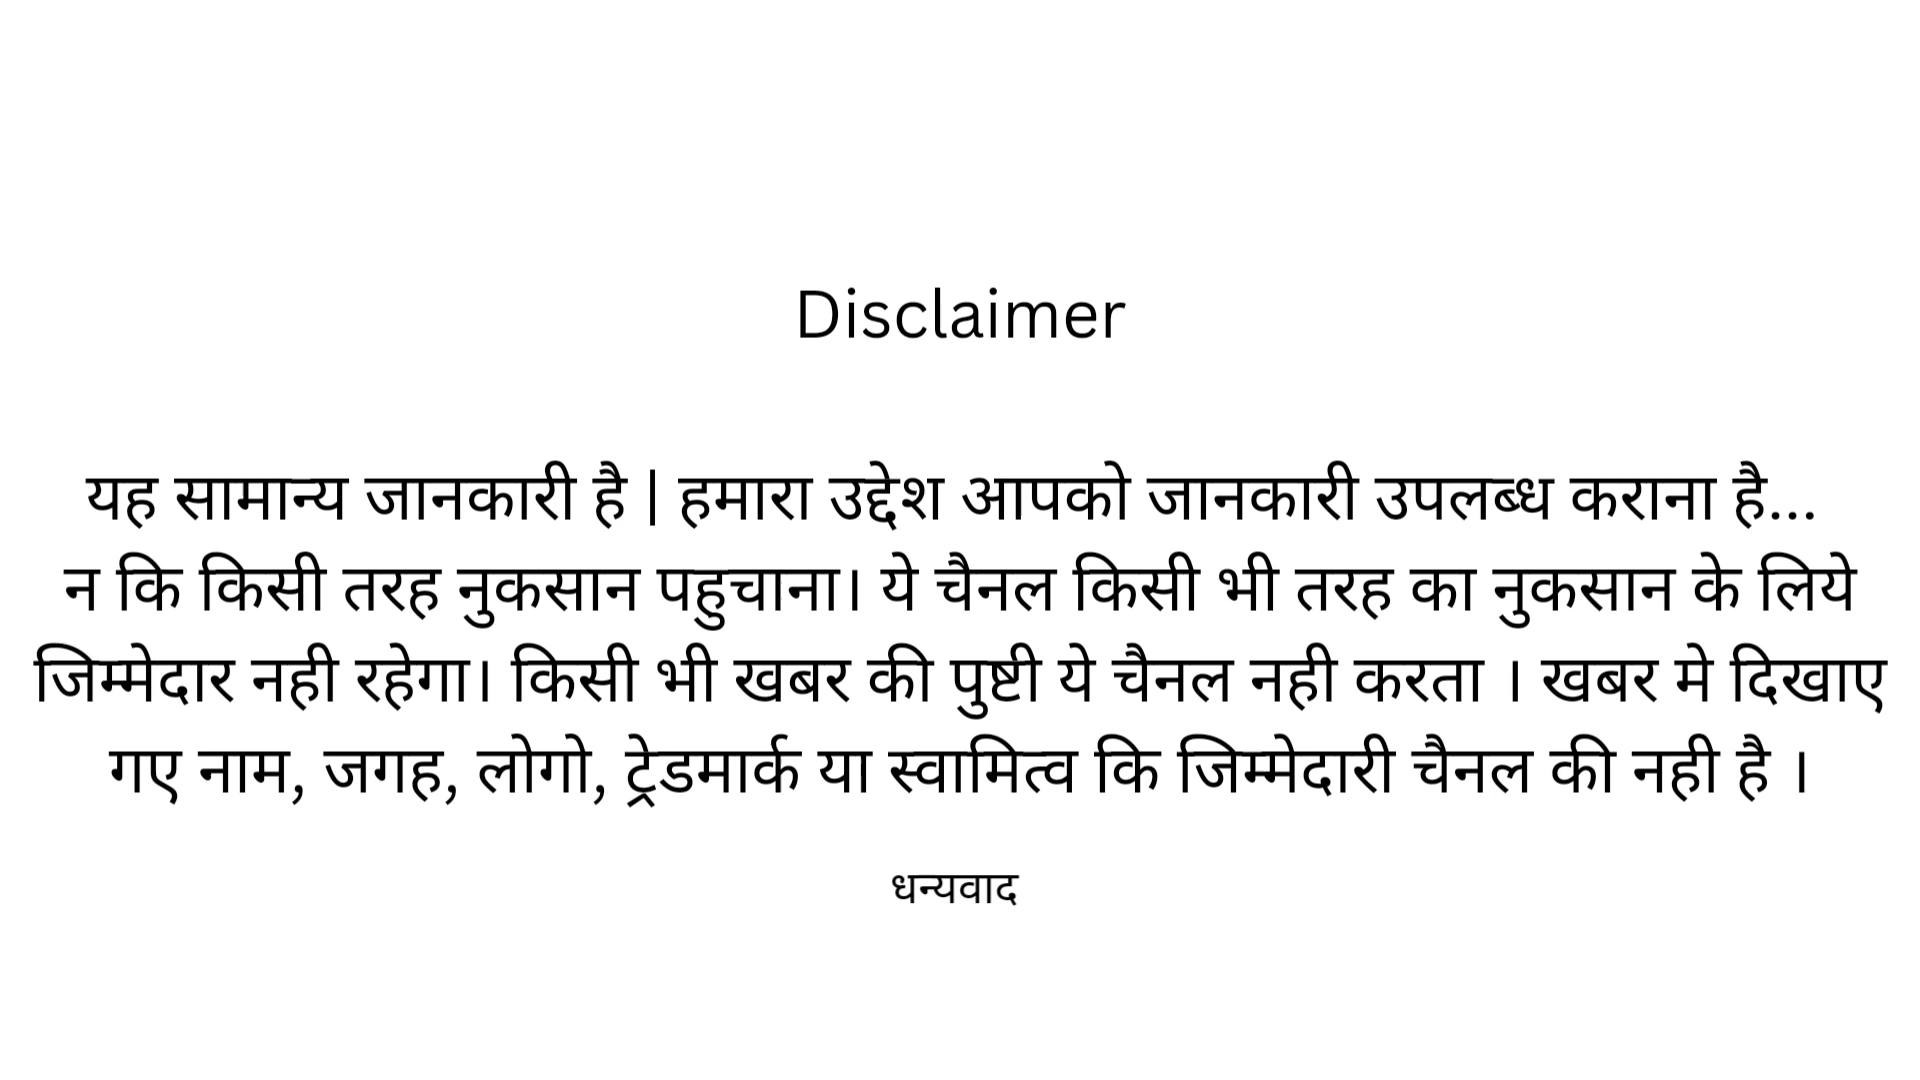 Disclaimer
यह सामान्य जानकारी है | हमारा उद्देश आपको जानकारी उपलब्ध कराना है...
न कि किसी तरह नुकसान पहुचाना। ये चैनल किसी भी तरह का नुकसान के लिये
जिम्मेदार नही रहेगा। किसी भी खबर की पुष्टी ये चैनल नही करता । खबर मे दिखाए
गए नाम, जगह, लोगो, ट्रेडमार्क या स्वामित्व कि जिम्मेदारी चैनल की नही है ।
धन्यवाद